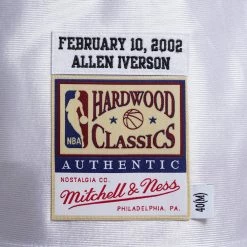 FEBRUARY 10, 2002
ALLEN IVERSON
NBA
HARDWOOD
CLASSICS
AUTHENTIC
NOSTALGIA CO.
Mitchell & Ness
PHILADELPHIA, PA.
40(M)